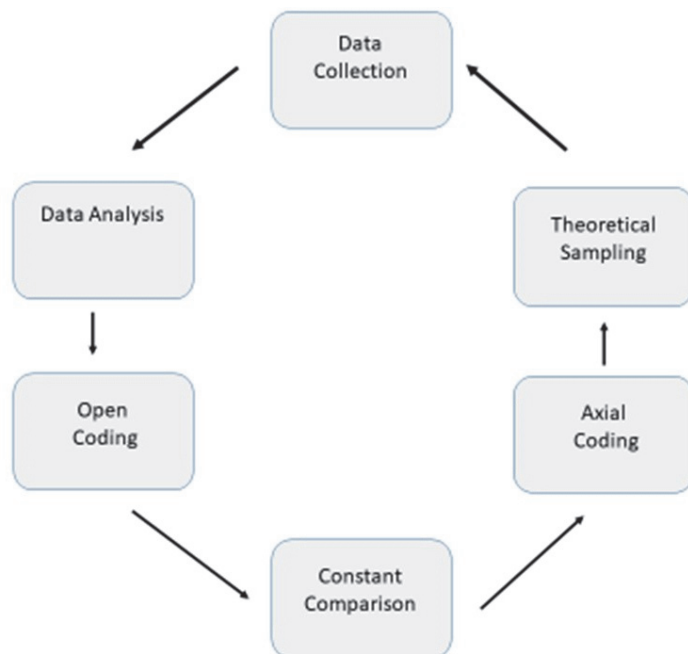 Data
Collection
Data Analysis
Theoretical
Sampling
Open
Coding
Axial
Coding
Constant
Comparison